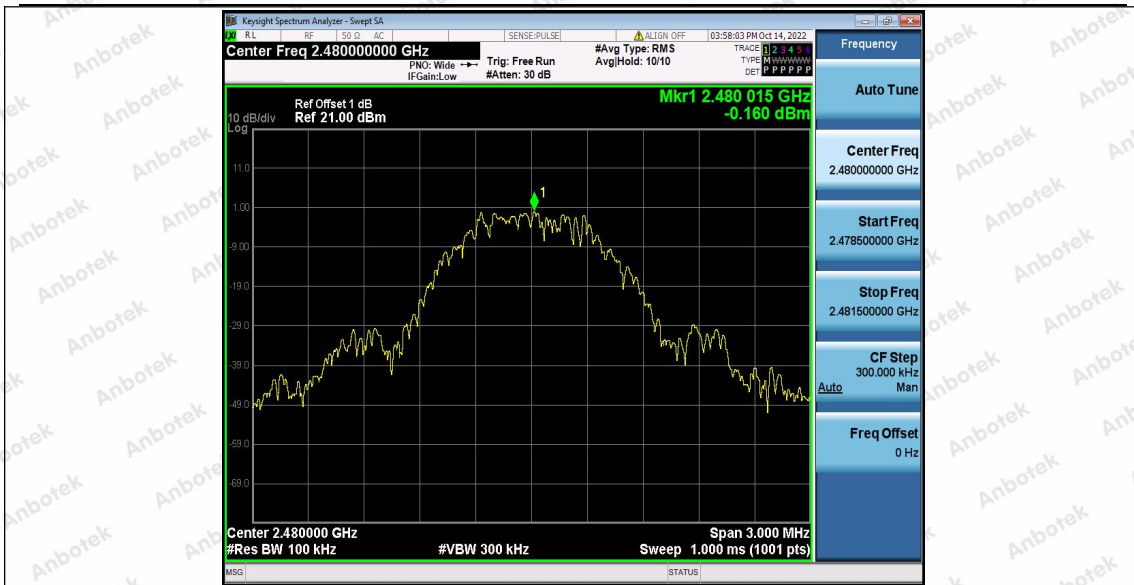 Keysight Spectrum Analyzer - Swept SA
LXI RL RF 50 Ω AC SENSE:PULSE ALIGN OFF 03:58:03 PM Oct 14, 2022
Center Freq 2.480000000 GHz
PNO: Wide
IFGain:Low
Trig: Free Run
#Atten: 30 dB
#Avg Type: RMS
Avg|Hold: 10/10
TRACE 1 2 3 4 5 6
TYPE M WWWWW
DET P P P P P P
Frequency
Auto Tune
Center Freq
2.480000000 GHz
Start Freq
2.478500000 GHz
Stop Freq
2.481500000 GHz
CF Step
300.000 kHz
Auto Man
Freq Offset
0 Hz
Mkr1 2.480 015 GHz
-0.160 dBm
Ref Offset 1 dB
10 dB/div Ref 21.00 dBm
Log
1
11.0
1.00
-9.00
-19.0
-29.0
-39.0
-49.0
-59.0
-69.0
Center 2.480000 GHz Span 3.000 MHz
#Res BW 100 kHz #VBW 300 kHz Sweep 1.000 ms (1001 pts)
MSG STATUS
Anbotek